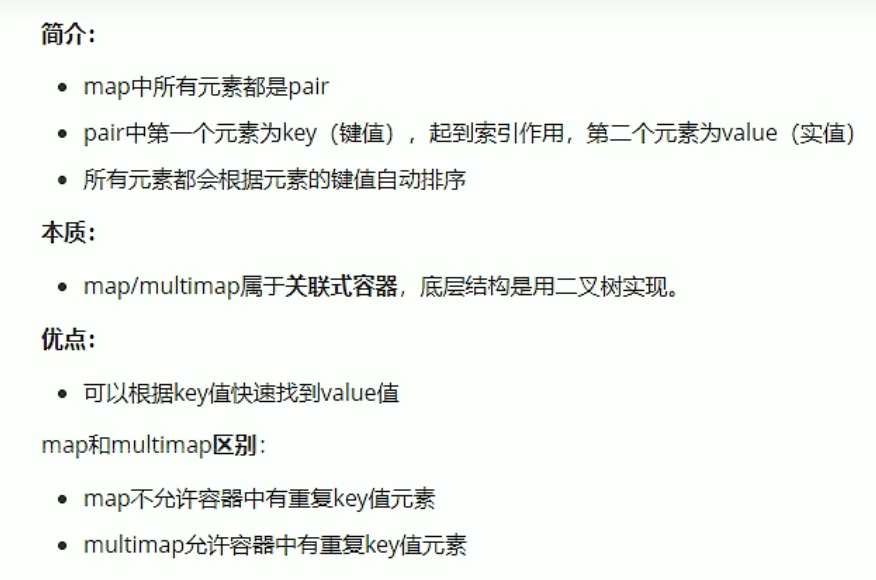 简介：
• map中所有元素都是pair
• pair中第一个元素为key（键值），起到索引作用，第二个元素为value（实值）
• 所有元素都会根据元素的键值自动排序
本质：
• map/multimap属于关联式容器，底层结构是用二叉树实现。
优点：
• 可以根据key值快速找到value值
map和multimap区别：
• map不允许容器中有重复key值元素
• multimap允许容器中有重复key值元素